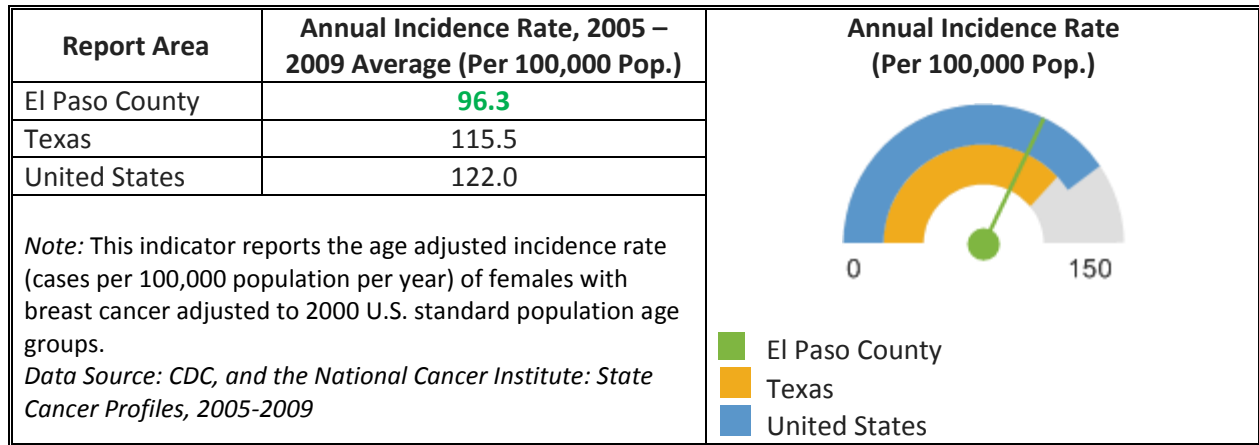 Report Area
Annual Incidence Rate, 2005 –
2009 Average (Per 100,000 Pop.)
El Paso County 96.3
Texas 115.5
United States 122.0
Note: This indicator reports the age adjusted incidence rate
(cases per 100,000 population per year) of females with
breast cancer adjusted to 2000 U.S. standard population age
groups.
Data Source: CDC, and the National Cancer Institute: State
Cancer Profiles, 2005-2009
Annual Incidence Rate
(Per 100,000 Pop.)
0 150
El Paso County
Texas
United States